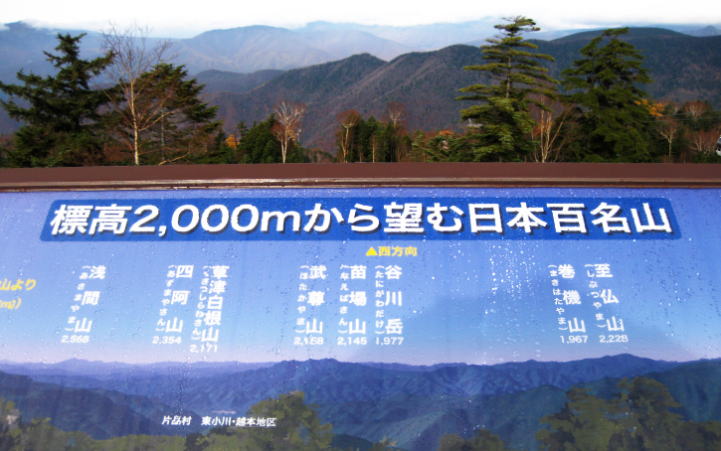 標高2,000mから望む日本百名山
▲西方向
山より
浅間山
(あさまやま)
2,568
四阿山
(あずまやさん)
2,354
草津白根山
(くさつしらねさん)
2,171
武尊山
(ほたかやま)
2,158
苗場山
(なえばさん)
2,145
谷川岳
(たにがわだけ)
1,977
巻機山
(まきはたやま)
1,967
至仏山
(しぶつやま)
2,228
片品村 東小川・越本地区